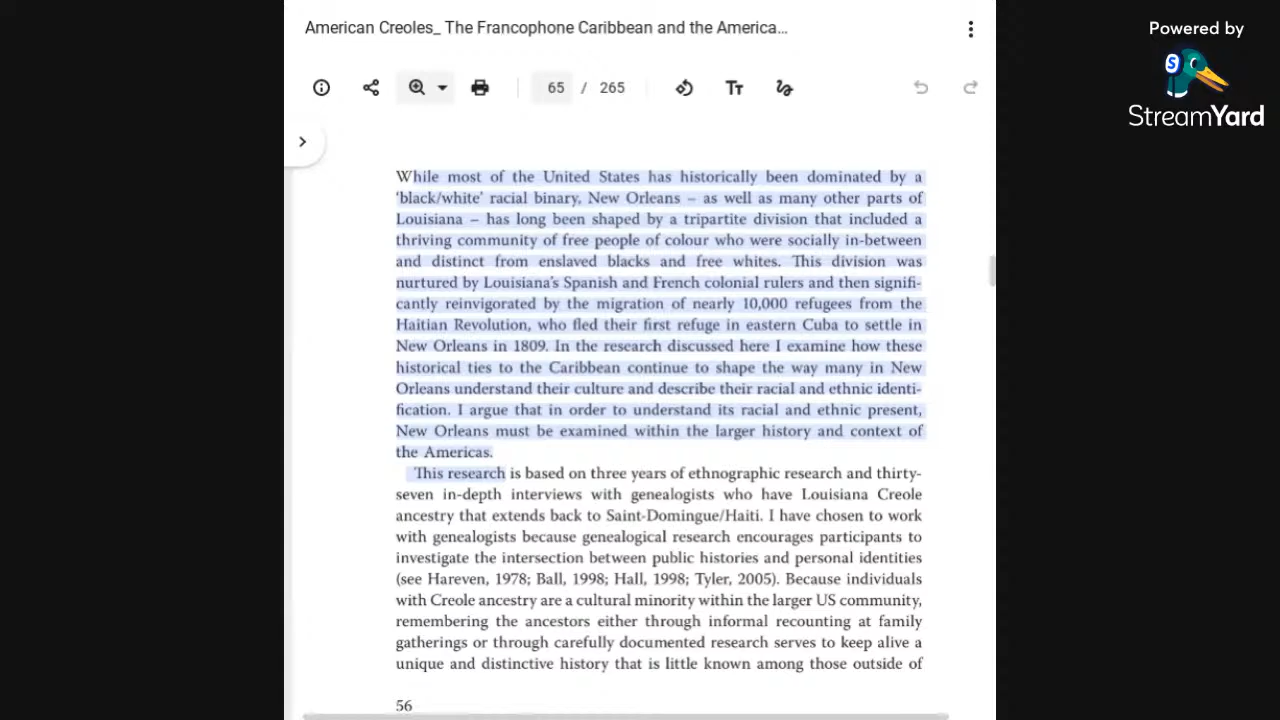 American Creoles_ The Francophone Caribbean and the America...
Powered by
S
StreamYard
65 / 265
Tт
While most of the United States has historically been dominated by a
‘black/white’ racial binary, New Orleans – as well as many other parts of
Louisiana – has long been shaped by a tripartite division that included a
thriving community of free people of colour who were socially in-between
and distinct from enslaved blacks and free whites. This division was
nurtured by Louisiana’s Spanish and French colonial rulers and then signifi-
cantly reinvigorated by the migration of nearly 10,000 refugees from the
Haitian Revolution, who fled their first refuge in eastern Cuba to settle in
New Orleans in 1809. In the research discussed here I examine how these
historical ties to the Caribbean continue to shape the way many in New
Orleans understand their culture and describe their racial and ethnic identi-
fication. I argue that in order to understand its racial and ethnic present,
New Orleans must be examined within the larger history and context of
the Americas.
This research is based on three years of ethnographic research and thirty-
seven in-depth interviews with genealogists who have Louisiana Creole
ancestry that extends back to Saint-Domingue/Haiti. I have chosen to work
with genealogists because genealogical research encourages participants to
investigate the intersection between public histories and personal identities
(see Hareven, 1978; Ball, 1998; Hall, 1998; Tyler, 2005). Because individuals
with Creole ancestry are a cultural minority within the larger US community,
remembering the ancestors either through informal recounting at family
gatherings or through carefully documented research serves to keep alive a
unique and distinctive history that is little known among those outside of
56